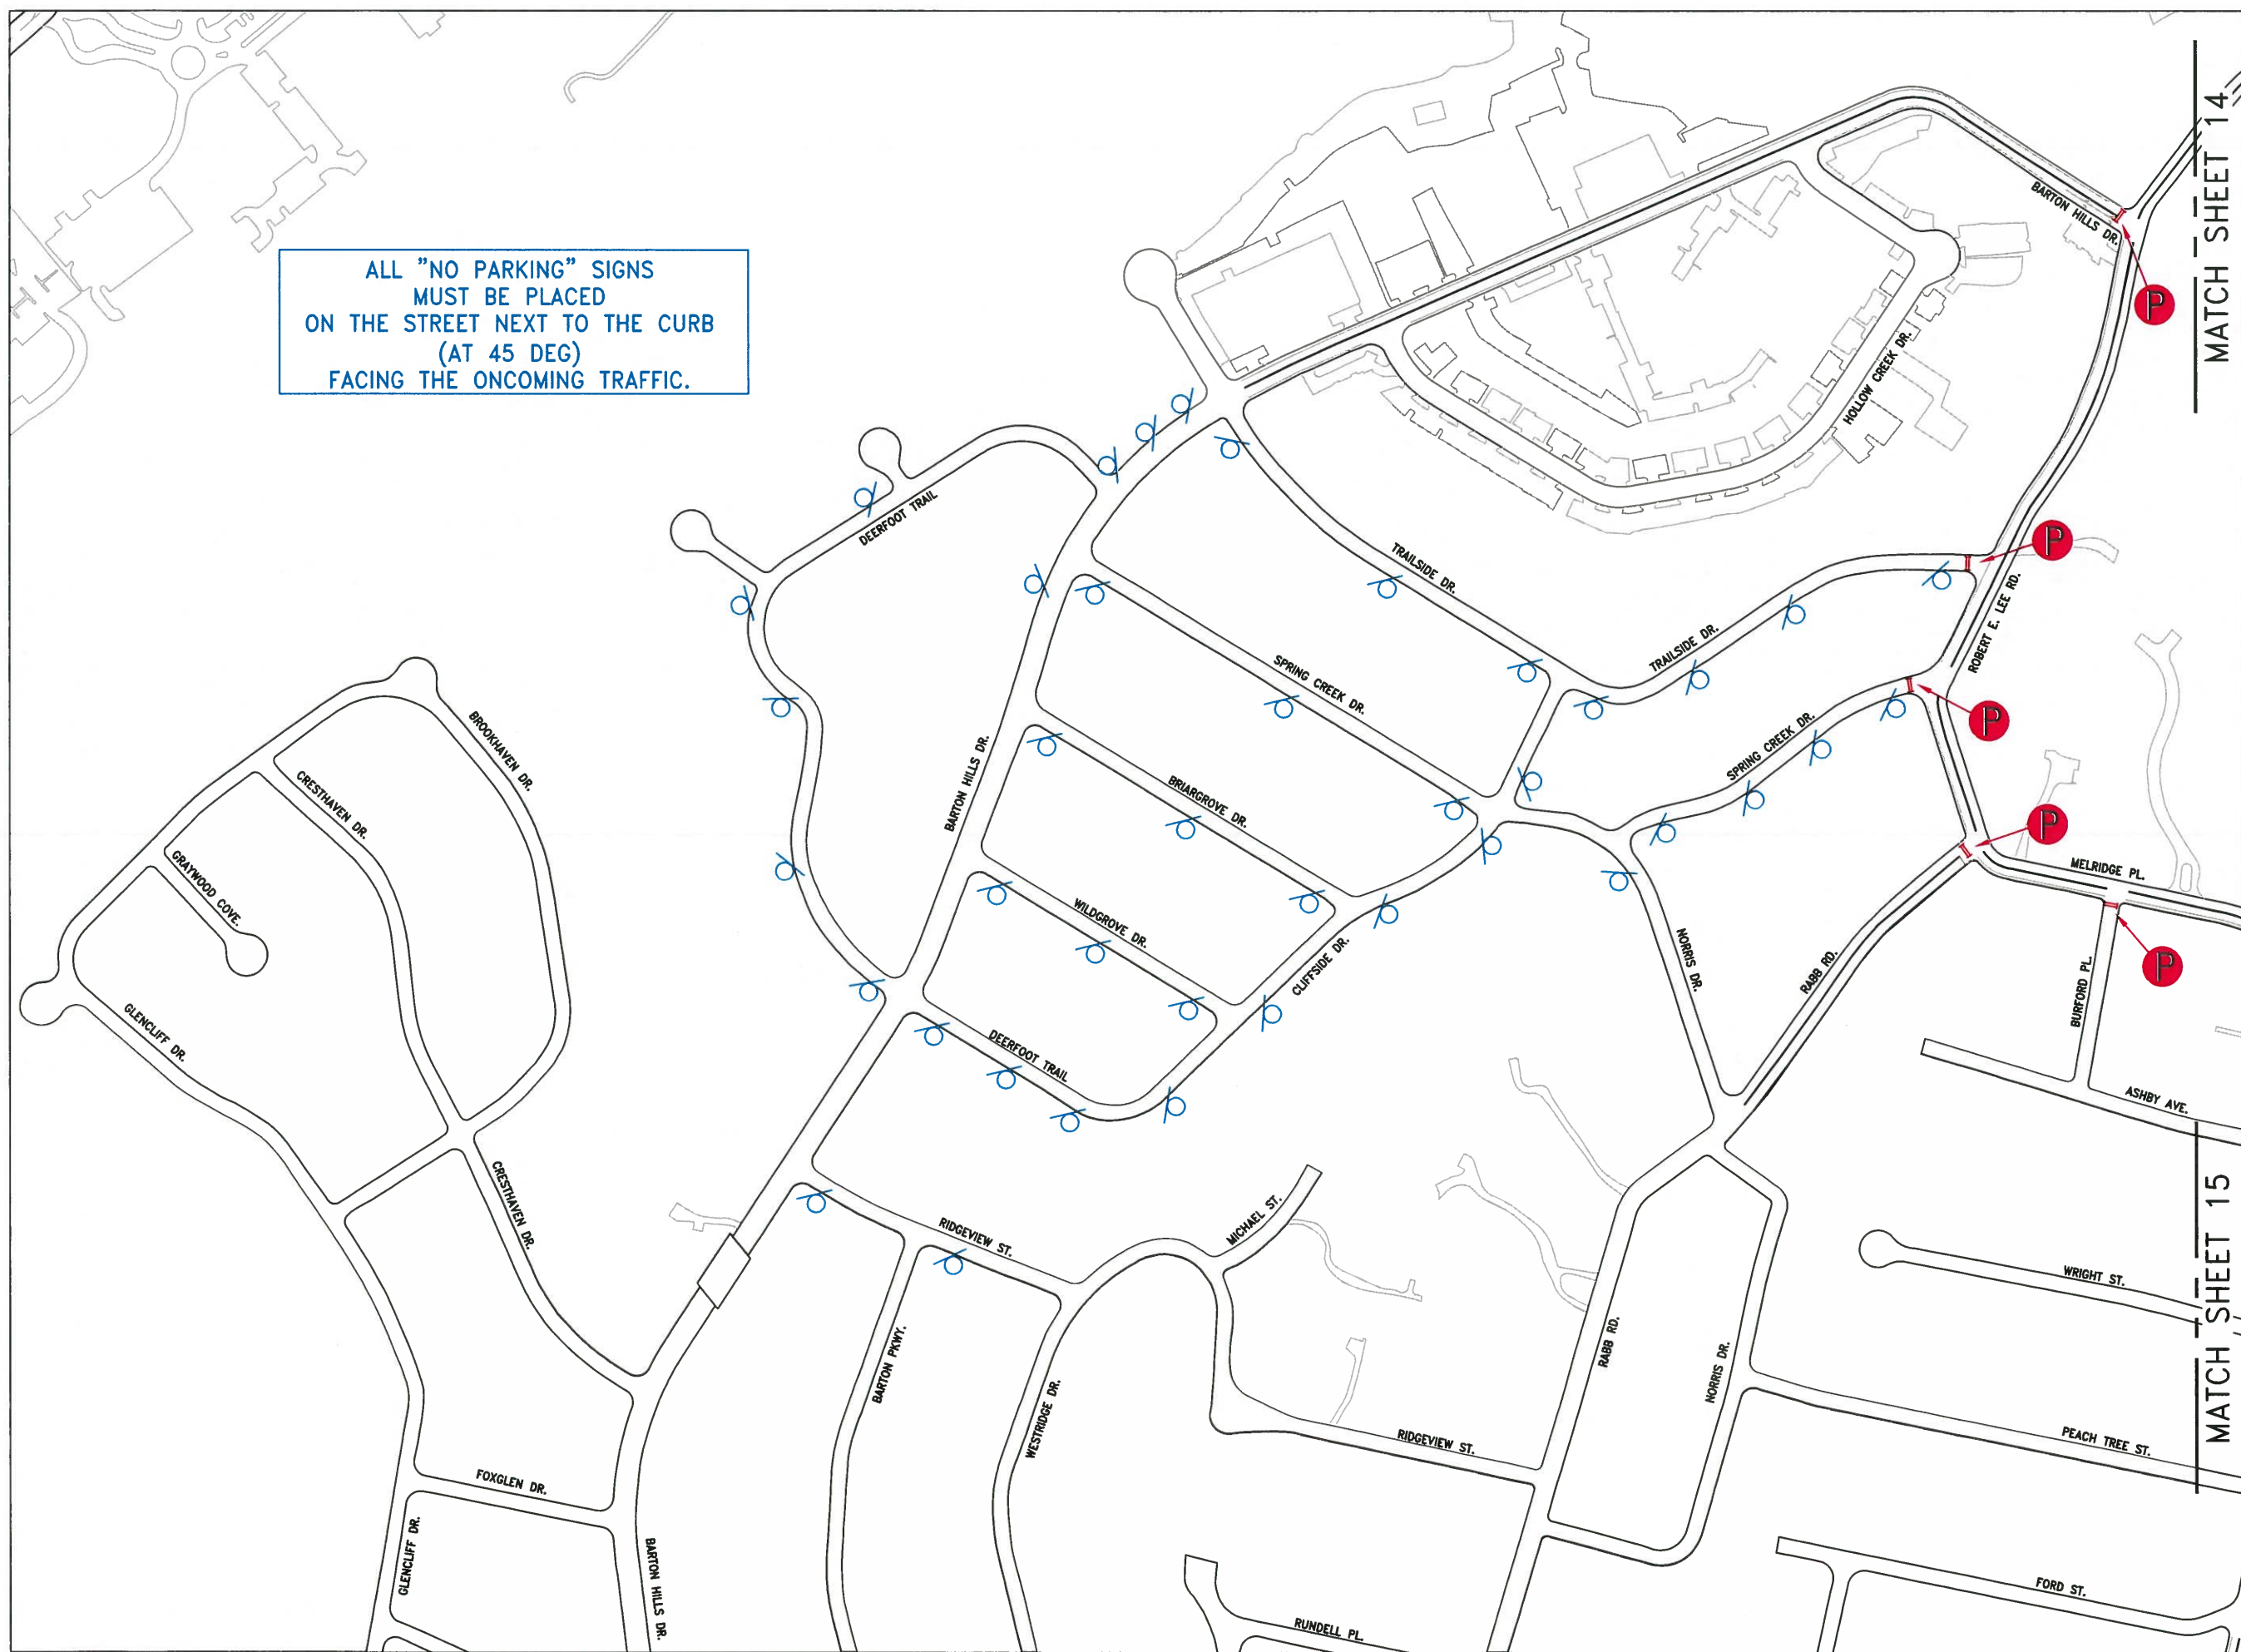 ALL "NO PARKING" SIGNS
MUST BE PLACED
ON THE STREET NEXT TO THE CURB
(AT 45 DEG)
FACING THE ONCOMING TRAFFIC.
MATCH SHEET 14
BARTON HILLS DR.
P
HOLLOW CREEK DR.
DEERFOOT TRAIL
TRAILSIDE DR.
P
ROBERT E. LEE RD.
TRAILSIDE DR.
SPRING CREEK DR.
P
SPRING CREEK DR.
BROOKHAVEN DR.
CRESTHAVEN DR.
BARTON HILLS DR.
BRIARGROVE DR.
P
MELRIDGE PL.
GRAYWOOD COVE.
WILDGROVE DR.
CLIFFSIDE DR.
NORRIS DR.
RABB RD.
P
BURFORD PL.
GLENCLIFF DR.
DEERFOOT TRAIL
ASHBY AVE.
CRESTHAVEN DR.
RIDGEVIEW ST.
MICHAEL ST.
WRIGHT ST.
MATCH SHEET 15
BARTON PKWY.
WESTRIDGE DR.
RABB RD.
NORRIS DR.
RIDGEVIEW ST.
PEACH TREE ST.
FOXGLEN DR.
GLENCLIFF DR.
BARTON HILLS DR.
FORD ST.
RUNDELL PL.